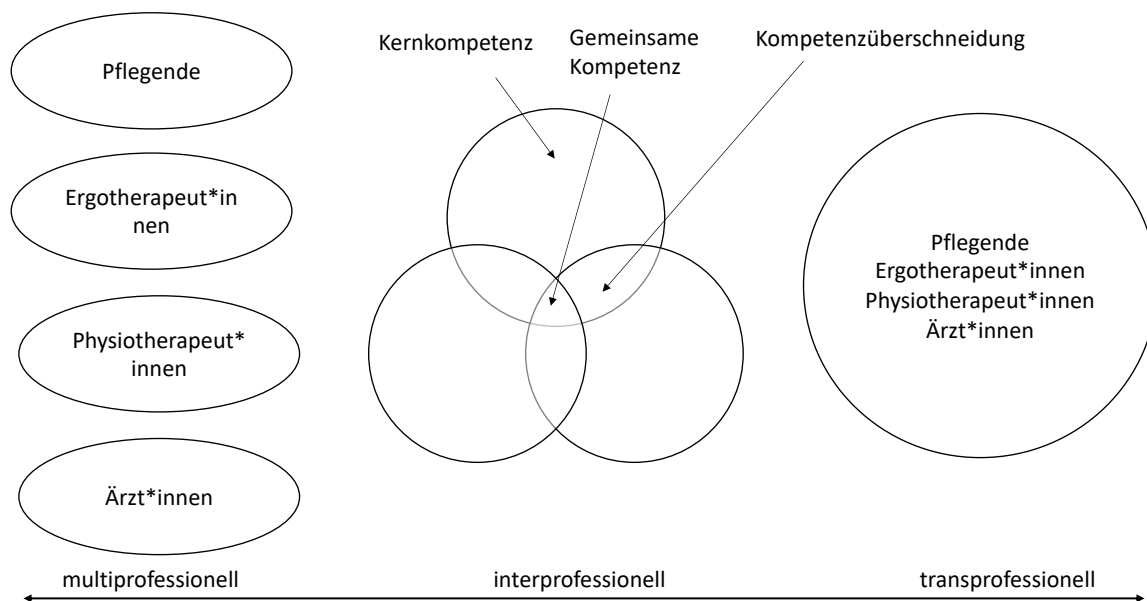 Pflegende
Ergotherapeut*in
nen
Physiotherapeut*
innen
Ärzt*innen
Kernkompetenz
Gemeinsame
Kompetenz
Kompetenzüberschneidung
Pflegende
Ergotherapeut*innen
Physiotherapeut*innen
Ärzt*innen
multiprofessionell
interprofessionell
transprofessionell